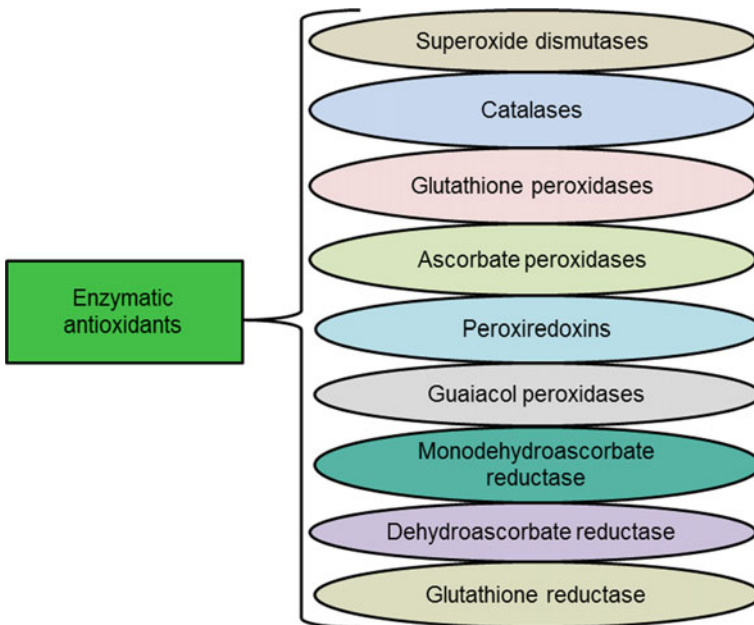 Superoxide dismutases
Catalases
Glutathione peroxidases
Ascorbate peroxidases
Enzymatic
antioxidants
Peroxiredoxins
Guaiacol peroxidases
Monodehydroascorbate
reductase
Dehydroascorbate reductase
Glutathione reductase